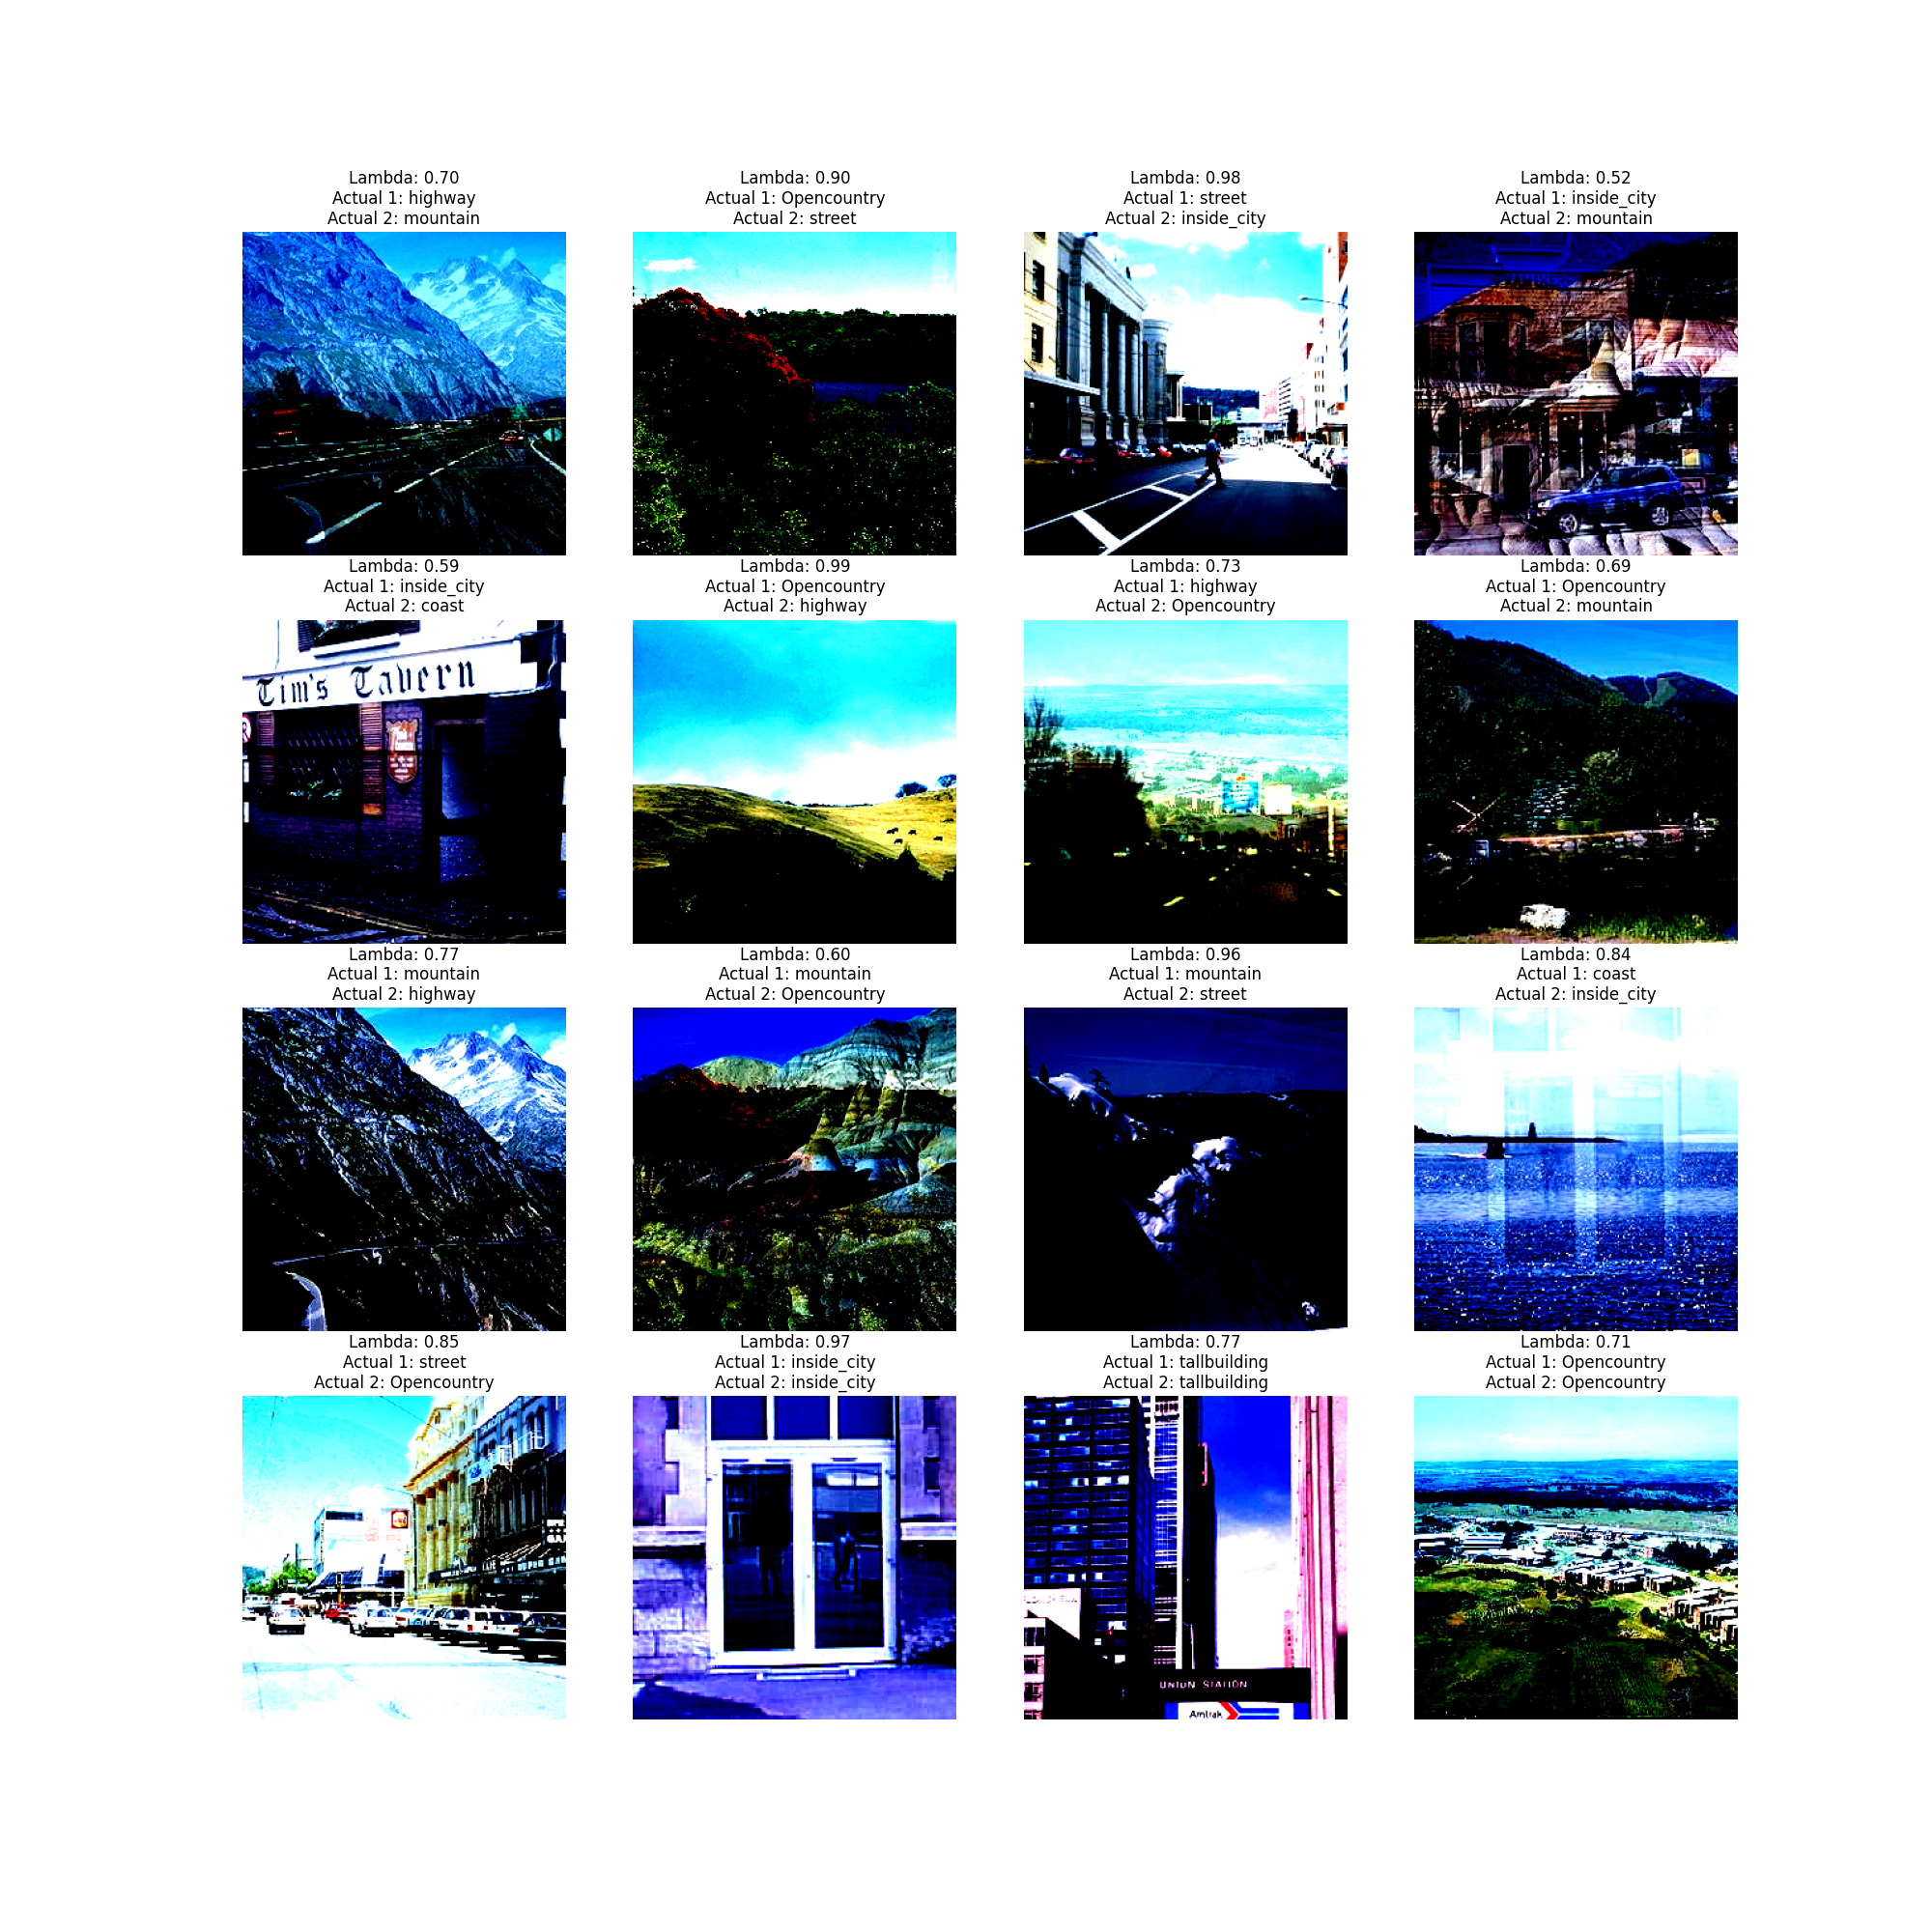 Lambda: 0.70
Actual 1: highway
Actual 2: mountain
Lambda: 0.90
Actual 1: Opencountry
Actual 2: street
Lambda: 0.98
Actual 1: street
Actual 2: inside_city
Lambda: 0.52
Actual 1: inside_city
Actual 2: mountain
Lambda: 0.59
Actual 1: inside_city
Actual 2: coast
Tim's Tavern
Lambda: 0.99
Actual 1: Opencountry
Actual 2: highway
Lambda: 0.73
Actual 1: highway
Actual 2: Opencountry
Lambda: 0.69
Actual 1: Opencountry
Actual 2: mountain
Lambda: 0.77
Actual 1: mountain
Actual 2: highway
Lambda: 0.60
Actual 1: mountain
Actual 2: Opencountry
Lambda: 0.96
Actual 1: mountain
Actual 2: street
Lambda: 0.84
Actual 1: coast
Actual 2: inside_city
Lambda: 0.85
Actual 1: street
Actual 2: Opencountry
Lambda: 0.97
Actual 1: inside_city
Actual 2: inside_city
Lambda: 0.77
Actual 1: tallbuilding
Actual 2: tallbuilding
UNION STATION
Amtrak
Lambda: 0.71
Actual 1: Opencountry
Actual 2: Opencountry